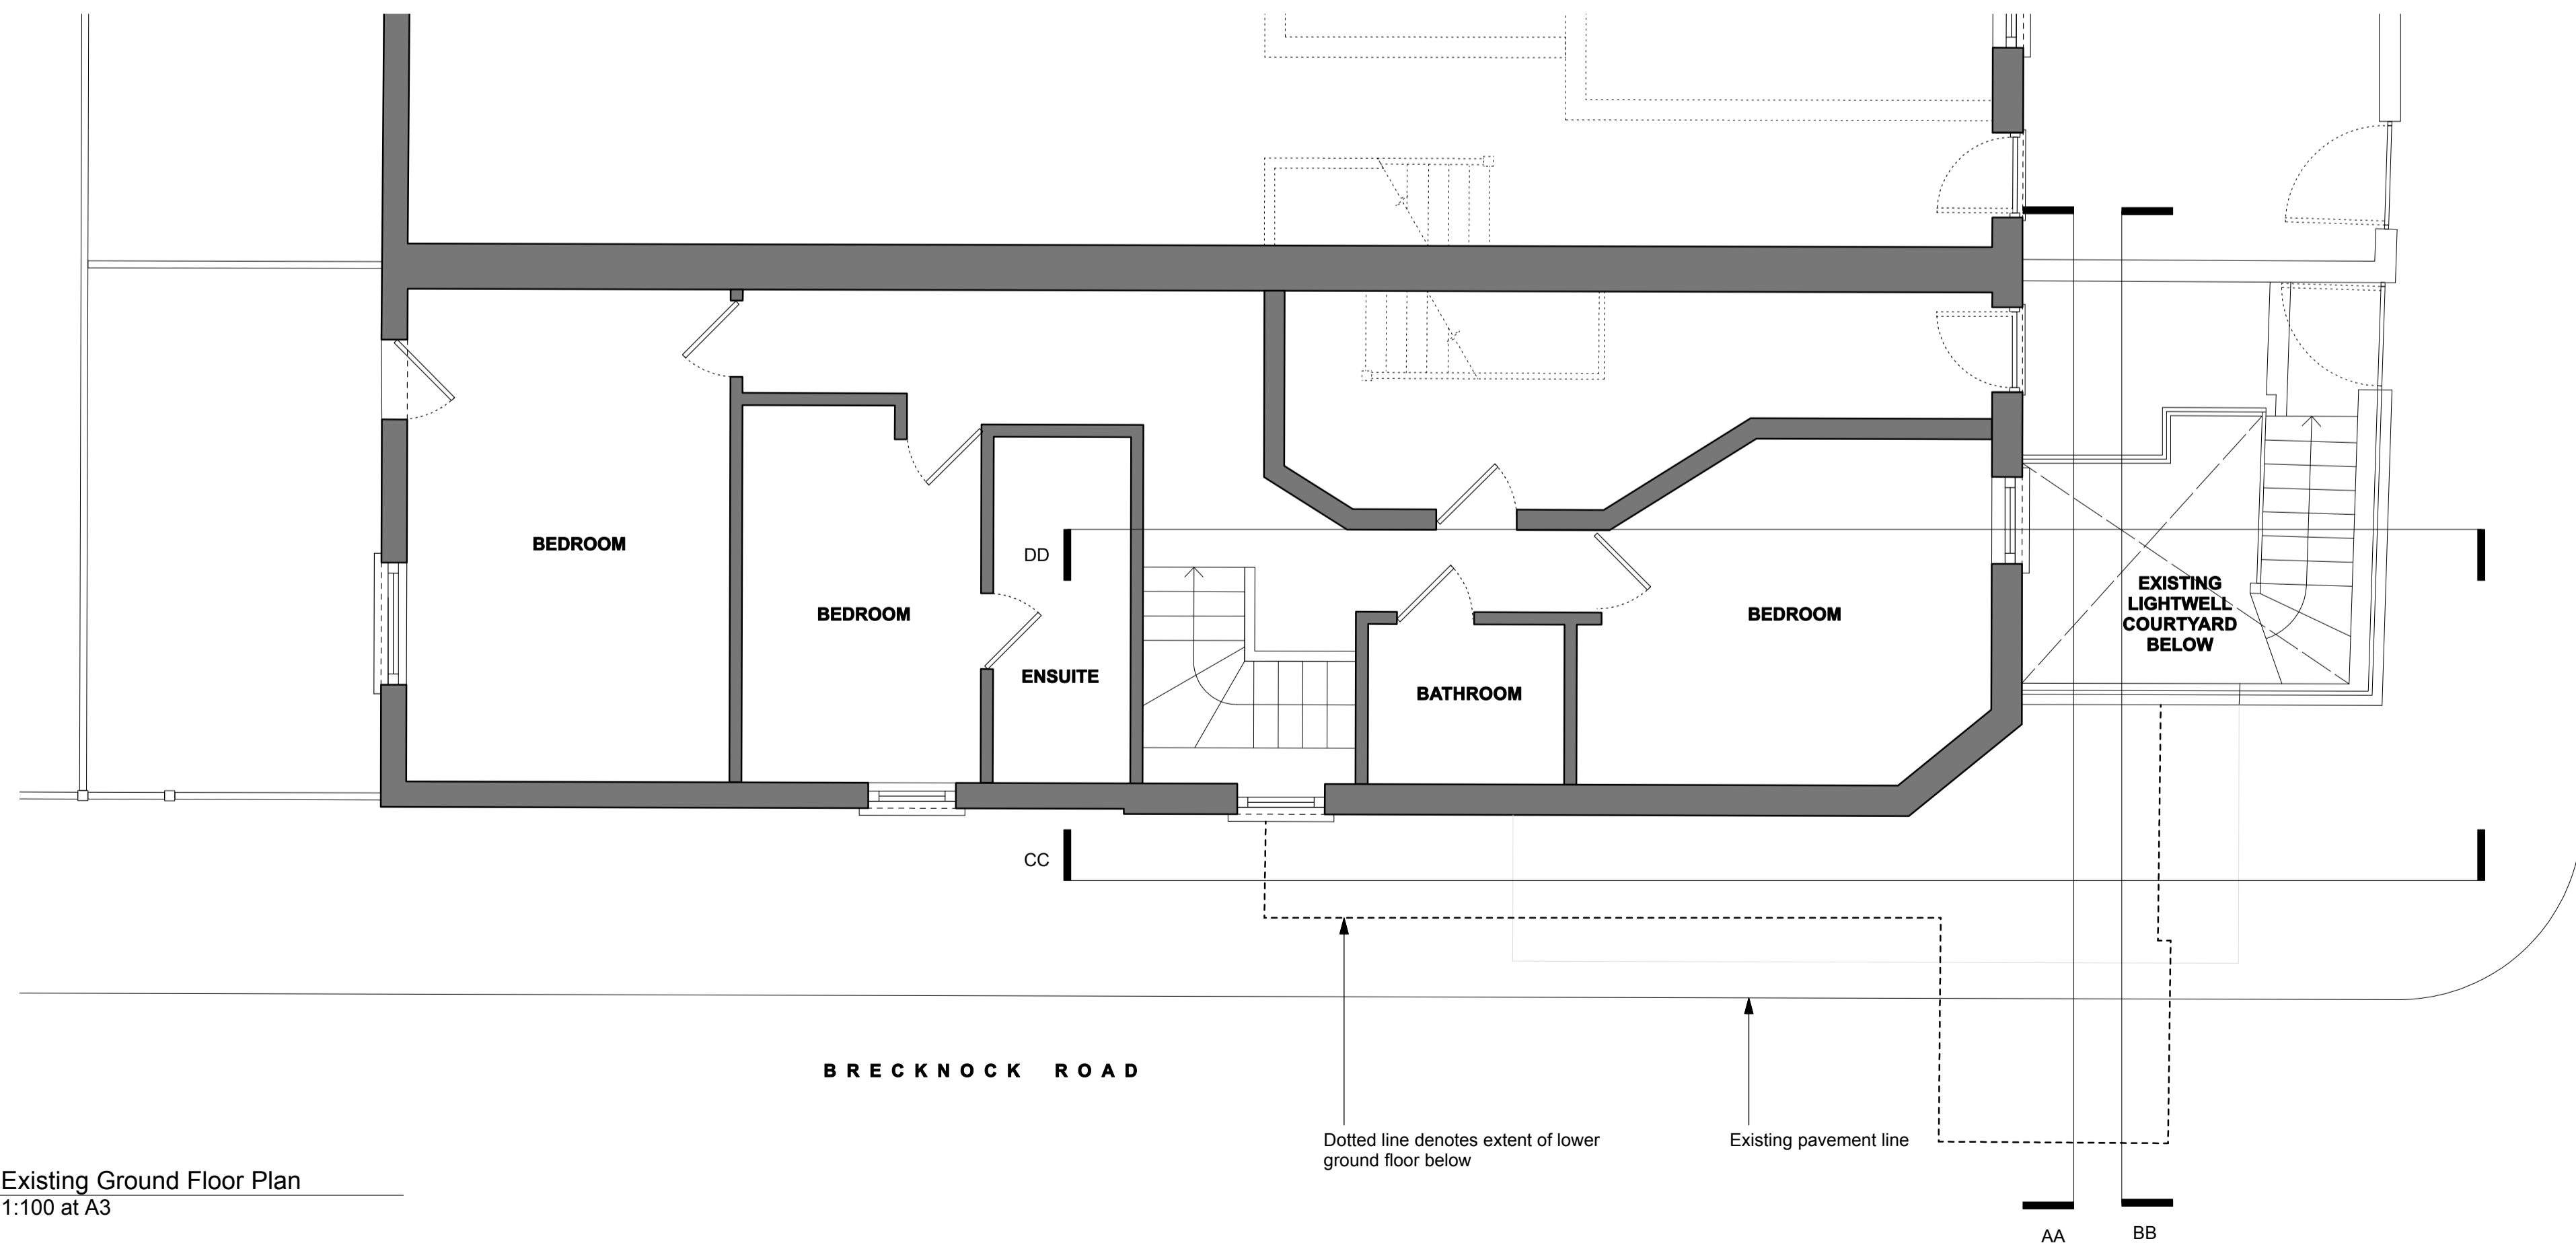 BEDROOM
DD
BEDROOM
ENSUITE
BATHROOM
BEDROOM
EXISTING
LIGHTWELL
COURTYARD
BELOW
CC
BRECKNOCK ROAD
Dotted line denotes extent of lower
ground floor below
Existing pavement line
Existing Ground Floor Plan
1:100 at A3
AA
BB